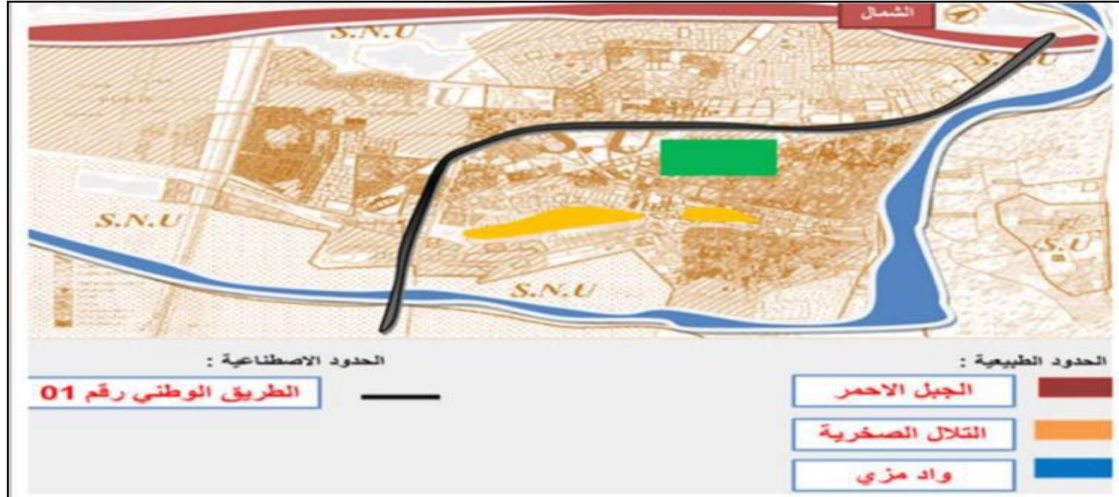 الشمال
S.N.U
S.N.U
S.U
S.N.U
S.U
S.N.U
الحدود الطبيعية :
الجبل الاحمر
التلال الصخرية
واد مزي
الحدود الاصطناعية :
الطريق الوطني رقم 01